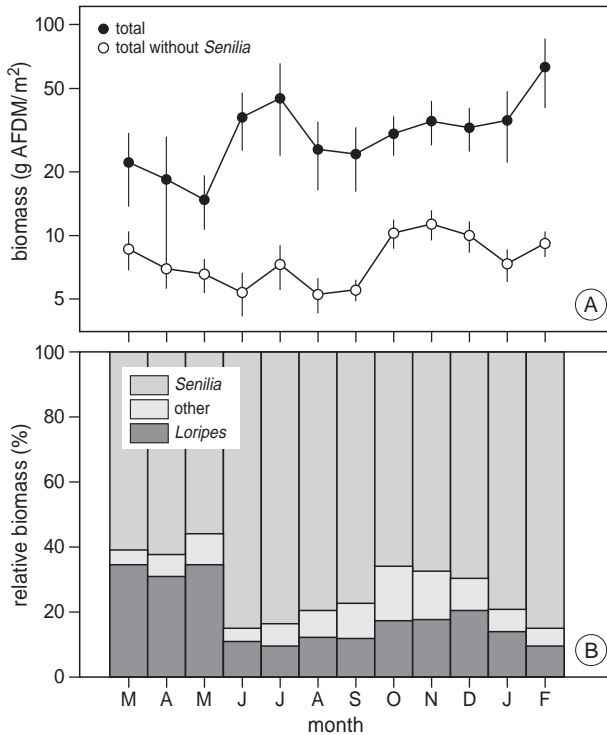 100
50
20
10
5
biomass (g AFDM/m²)
total
total without Senilia
A
100
80
60
40
20
0
relative biomass (%)
Senilia
other
Loripes
B
M A M J J A S O N D J F
month